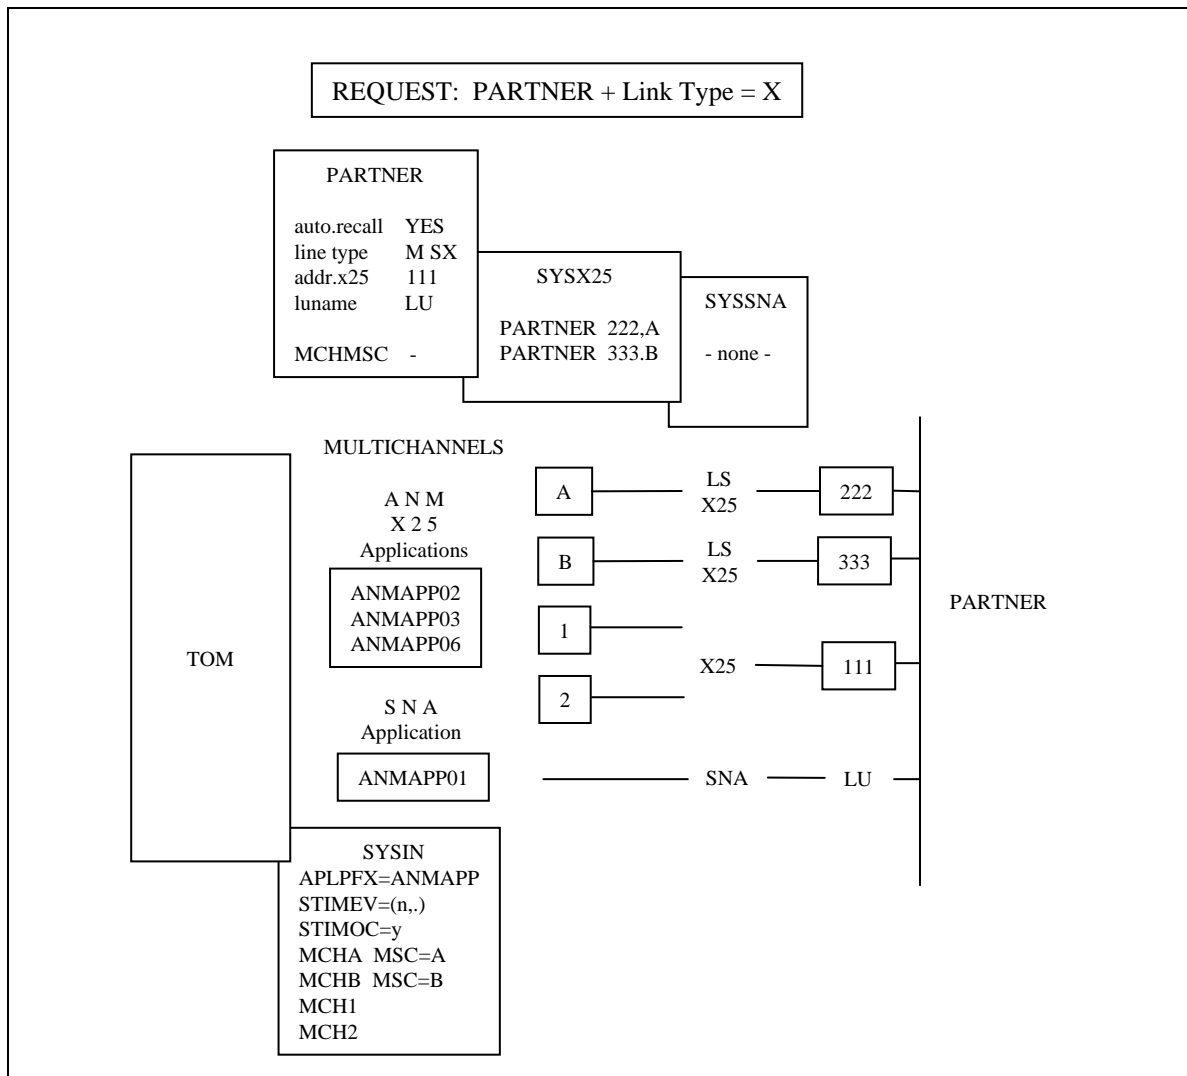 REQUEST: PARTNER + Link Type = X
PARTNER
auto.recall YES
line type M SX
addr.x25 111
luname LU
MCHMSC -
SYSX25
PARTNER 222,A
PARTNER 333.B
SYSSNA
- none -
MULTICHANNELS
A N M
X 2 5
Applications
ANMAPP02
ANMAPP03
ANMAPP06
S N A
Application
ANMAPP01
TOM
A
LS
X25
222
B
LS
X25
333
1
X25
111
2
SNA
LU
PARTNER
SYSIN
APLPFX=ANMAPP
STIMEV=(n,.)
STIMOC=y
MCHA MSC=A
MCHB MSC=B
MCH1
MCH2